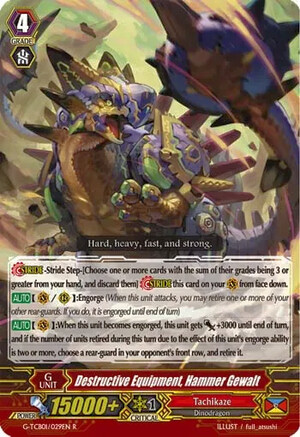 4
GRADE
Hard, heavy, fast, and strong.
STRIDE-Stride Step-[Choose one or more cards with the sum of their grades being 3 or
greater from your hand, and discard them] STRIDE this card on your (V) from face down.
AUTO (V)/(R):Engorge (When this unit attacks, you may retire one or more of your
other rear-guards. If you do, it is engorged until end of turn)
AUTO (V)/(R):When this unit becomes engorged, this unit gets +3000 until end of turn,
and if the number of units retired during this turn due to the effect of this unit's engorge ability
is two or more, choose a rear-guard in your opponent's front row, and retire it.
G
UNIT
Destructive Equipment, Hammer Gewalt
POWER
15000+
1
CRITICAL
Tachikaze
Dinodragon
G-TCB01/029EN R
ILLUST / full_atsushi